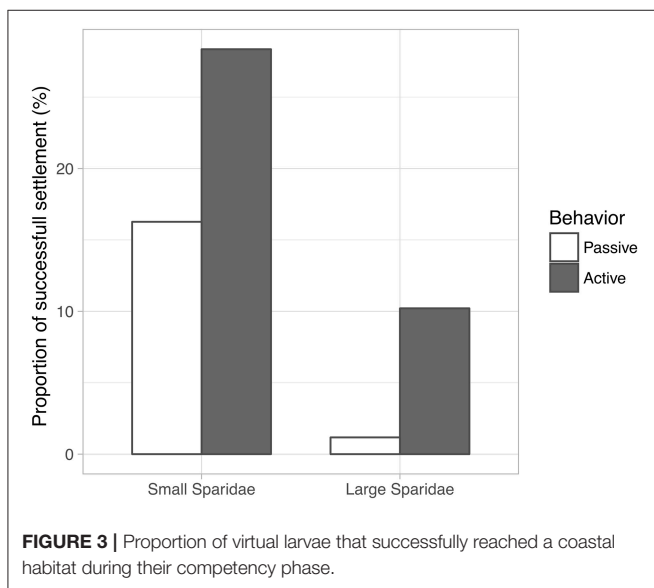 Proportion of successfull settlement (%)
20
10
0
Small Sparidae
Large Sparidae
Behavior
Passive
Active
FIGURE 3 | Proportion of virtual larvae that successfully reached a coastal
habitat during their competency phase.